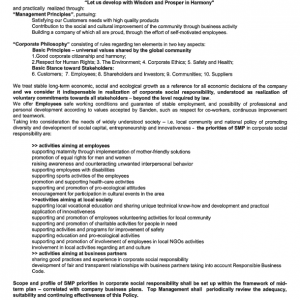 "Let us develop with Wisdom and Prosper in Harmony"
and practically realized through:
"Management Principles", pursuing:
Satisfying our Customers needs with high quality products
Contribution to the social and cultural improvement of the community through business activity
Building a company of which all are proud, through the effort of self-motivated employees
"Corporate Philosophy" consisting of rules regarding ten elements in two key aspects:
Basic Principles – universal values shared by the global community
1.Good corporate citizenship and harmony;
2.Respect for Human Rights; 3. The Environment; 4. Corporate Ethics; 5. Safety and Health;
Basic Stance toward Stakeholders:
6. Customers; 7. Employees; 8. Shareholders and Investors; 9. Communities; 10. Suppliers
We treat stable long-term economic, social and ecological growth as a reference for all economic decisions of the company
and we consider it indispensable in realization of corporate social responsibility, understood as realization of
voluntary commitments towards all stakeholders – beyond the level required by law.
We offer Employees safe working conditions and guarantee of stable employment, and possibility of professional and
personal development according to values accepted by Sanden, such as respect for co-workers, continuous improvement
and teamwork.
Taking into consideration the needs of widely understood society – i.e. local community and national policy of promoting
diversity and development of social capital, entrepreneurship and innovativeness - the priorities of SMP in corporate social
responsibility are:
>> activities aiming at employees
supporting maternity through implementation of mother-friendly solutions
promotion of equal rights for men and women
raising awareness and counteracting unwanted interpersonal behavior
supporting employees with disabilities
supporting sports activities of the employees
promotion and supporting health-care activities
supporting and promotion of pro-ecological attitudes
encouragement for participation in cultural events in the area
>>activities aiming at local society
supporting local vocational education and sharing unique technical know-how and development and practical
application of innovativeness
supporting and promotion of employees volunteering activities for local community
supporting and promotion of charitable activities for people in need
supporting activities and programs for improvement of safety
supporting education and pro-ecological activities
supporting and promotion of involvement of employees in local NGOs activities
Involvement in local activities regarding art and culture
>> activities aiming at business partners
sharing good practices and experiences in corporate social responsibility
development of fair and transparent relationships with business partners taking into account Responsible Business
Code.
Scope and profile of SMP priorities in corporate social responsibility shall be set up within the framework of mid-
term plan – correlated with company business plans. Top Management shall periodically review the adequacy,
suitability and continuing effectiveness of this Policy.